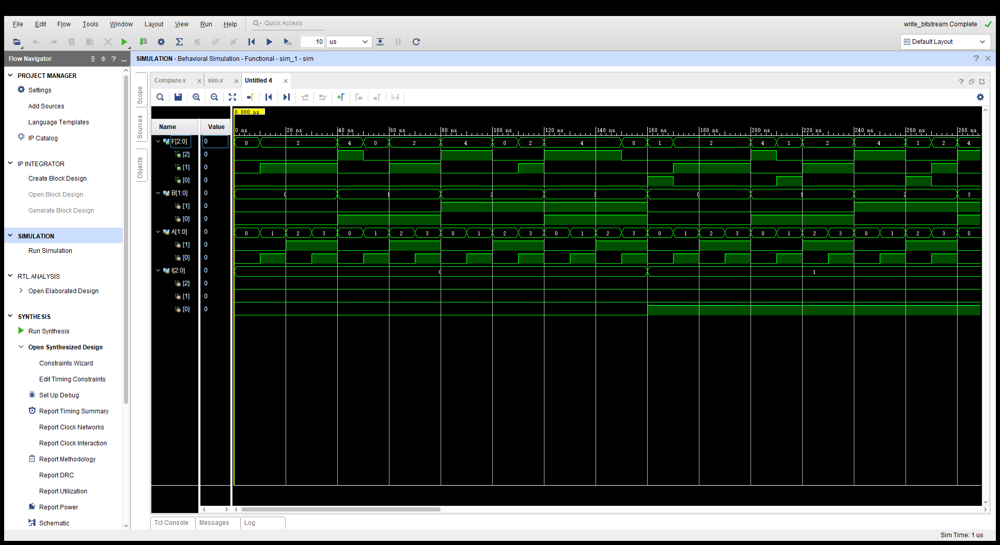 File Edit Flow Tools Window Layout View Run Help Quick Access write_bitstream Complete
10 us Default Layout
Flow Navigator
PROJECT MANAGER
Settings
Add Sources
Language Templates
IP Catalog
IP INTEGRATOR
Create Block Design
Open Block Design
Generate Block Design
SIMULATION
Run Simulation
RTL ANALYSIS
Open Elaborated Design
SYNTHESIS
Run Synthesis
Open Synthesized Design
Constraints Wizard
Edit Timing Constraints
Set Up Debug
Report Timing Summary
Report Clock Networks
Report Clock Interaction
Report Methodology
Report DRC
Report Utilization
Report Power
Schematic
SIMULATION - Behavioral Simulation - Functional - sim_1 - sim
Scope
Sources
Objects
Compare.v sim.v Untitled 4
0.000 ns
Name Value
0 ns 20 ns 40 ns 60 ns 80 ns 100 ns 120 ns 140 ns 160 ns 180 ns 200 ns 220 ns 240 ns 260 ns 280 ns
F[2:0] 0 0 2 4 0 2 4 0 2 4 0 1 2 4 1 2 4 1 2 4
[2] 0
[1] 0
[0] 0
B[1:0] 0 0 1 2 3 0 1 2 3
[1] 0
[0] 0
A[1:0] 0 0 1 2 3 0 1 2 3 0 1 2 3 0 1 2 3 0 1 2 3 0 1 2 3 0 1 2 3 0
[1] 0
[0] 0
I[2:0] 0 0 1
[2] 0
[1] 0
[0] 0
Tcl Console Messages Log
Sim Time: 1 us